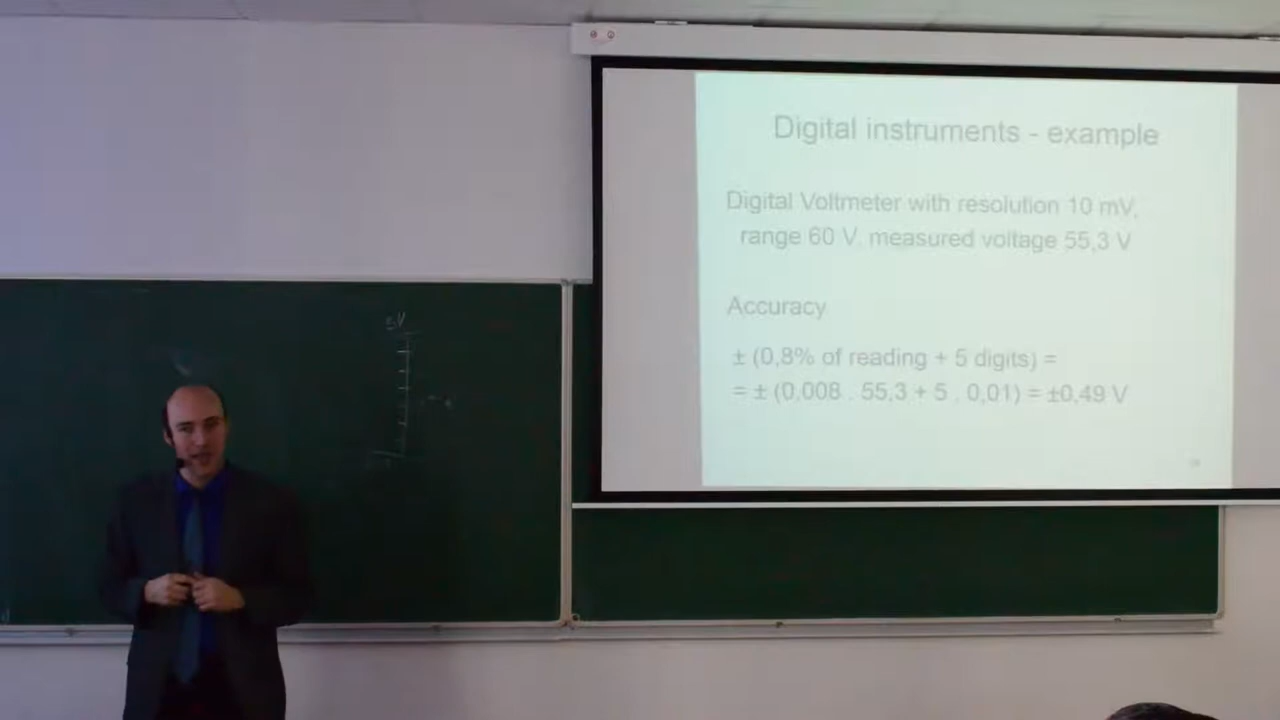 Digital instruments - example
Digital Voltmeter with resolution 10 mV,
range 60 V, measured voltage 55,3 V
Accuracy
± (0,8% of reading + 5 digits) =
= ± (0,008 . 55,3 + 5 . 0,01) = ±0,49 V
5V